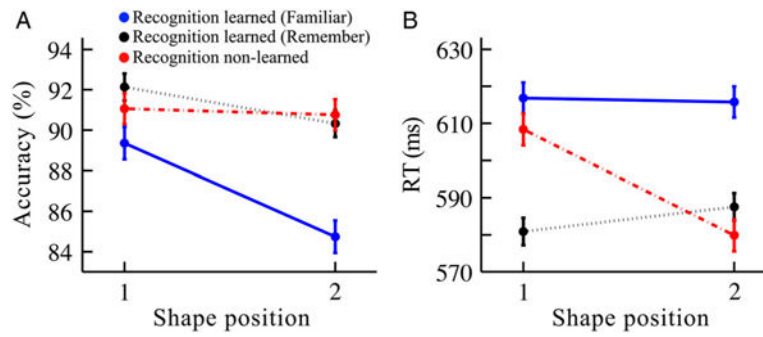 A
Recognition learned (Familiar)
Recognition learned (Remember)
Recognition non-learned
Accuracy (%)
94
92
90
88
86
84
1
2
Shape position
B
RT (ms)
630
610
590
570
1
2
Shape position